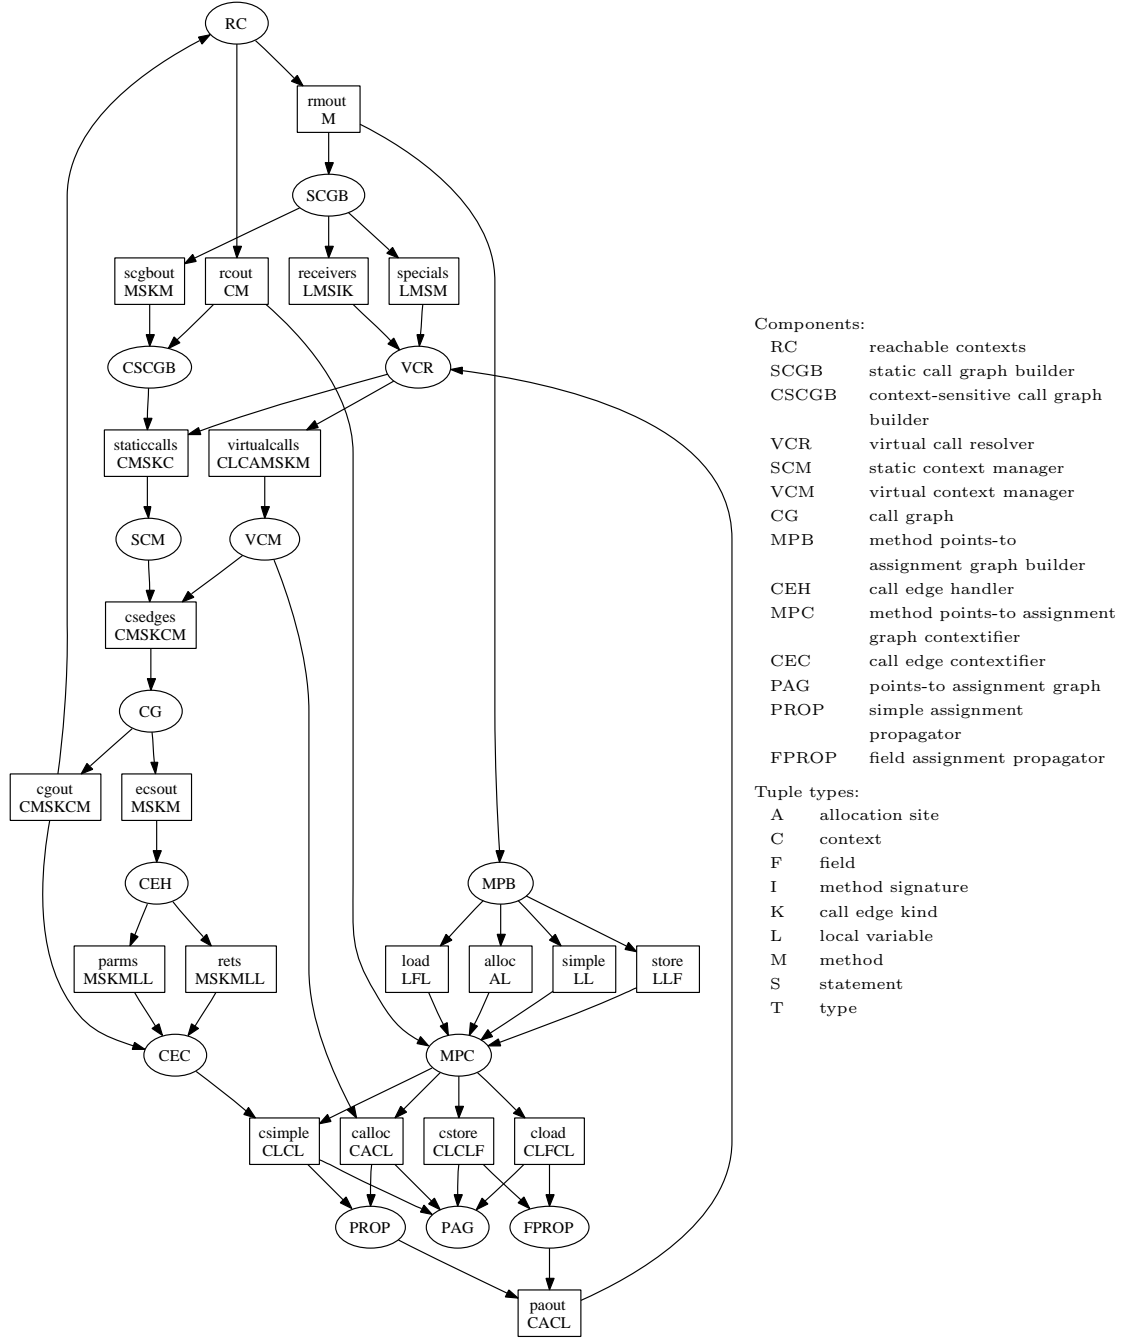 RC
rmout
M
SCGB
scgbout
MSKM
rcout
CM
receivers
LMSIK
specials
LMSM
CSCGB
VCR
staticcalls
CMSKC
virtualcalls
CLCAMSKM
SCM
VCM
csedges
CMSKCM
CG
cgout
CMSKCM
ecsout
MSKM
CEH
MPB
parms
MSKMLL
rets
MSKMLL
load
LFL
alloc
AL
simple
LL
store
LLF
CEC
MPC
csimple
CLCL
calloc
CACL
cstore
CLCLF
cload
CLFCL
PROP
PAG
FPROP
paout
CACL
Components:
RC reachable contexts
SCGB static call graph builder
CSCGB context-sensitive call graph
builder
VCR virtual call resolver
SCM static context manager
VCM virtual context manager
CG call graph
MPB method points-to
assignment graph builder
CEH call edge handler
MPC method points-to assignment
graph contextifier
CEC call edge contextifier
PAG points-to assignment graph
PROP simple assignment
propagator
FPROP field assignment propagator
Tuple types:
A allocation site
C context
F field
I method signature
K call edge kind
L local variable
M method
S statement
T type